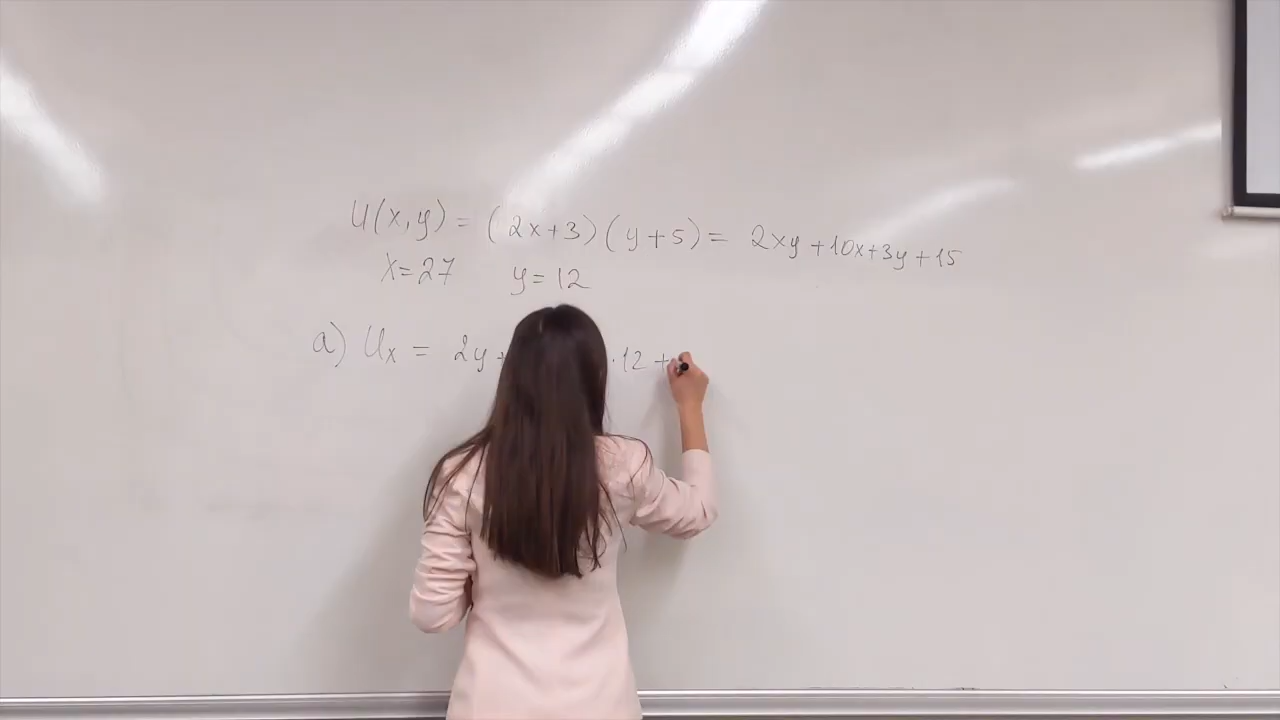 U(x,y) = (2x+3)(y+5) = 2xy+10x+3y+15
x=27 y=12
a) Ux = 2y+ ·12 +